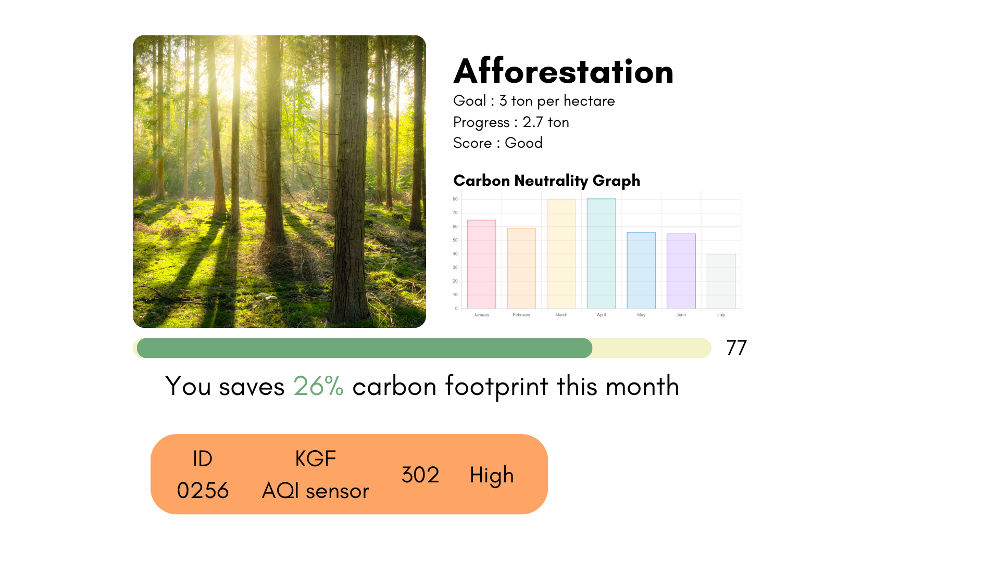 Afforestation
Goal : 3 ton per hectare
Progress : 2.7 ton
Score : Good
Carbon Neutrality Graph
80
70
60
50
40
30
20
10
0
January February March April May June July
77
You saves 26% carbon footprint this month
ID
0256
KGF
AQI sensor
302
High